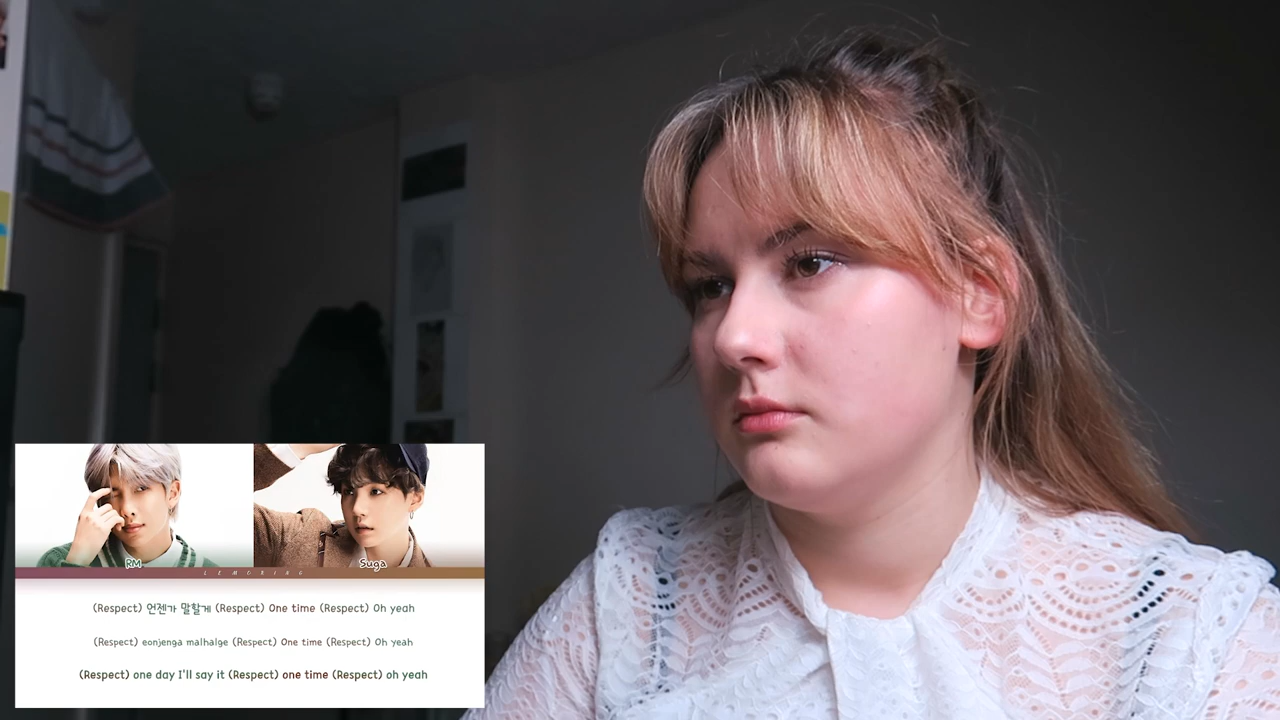 RM
Suga
LEMORING
(Respect) 언젠가 말할게 (Respect) One time (Respect) Oh yeah
(Respect) eonjenga malhalge (Respect) One time (Respect) Oh yeah
(Respect) one day I'll say it (Respect) one time (Respect) oh yeah